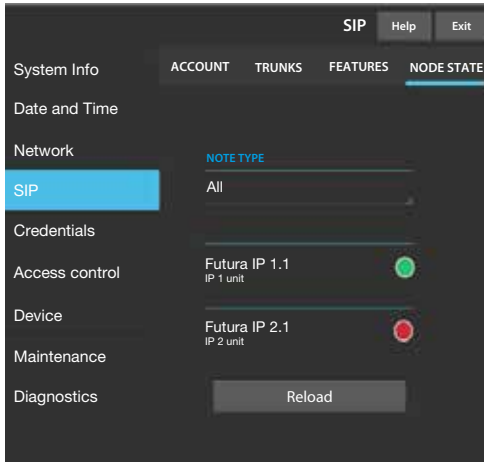 SIP Help Exit
ACCOUNT TRUNKS FEATURES NODE STATE
System Info
Date and Time
Network
SIP
Credentials
Access control
Device
Maintenance
Diagnostics
NOTE TYPE
All
Futura IP 1.1
IP 1 unit
Futura IP 2.1
IP 2 unit
Reload